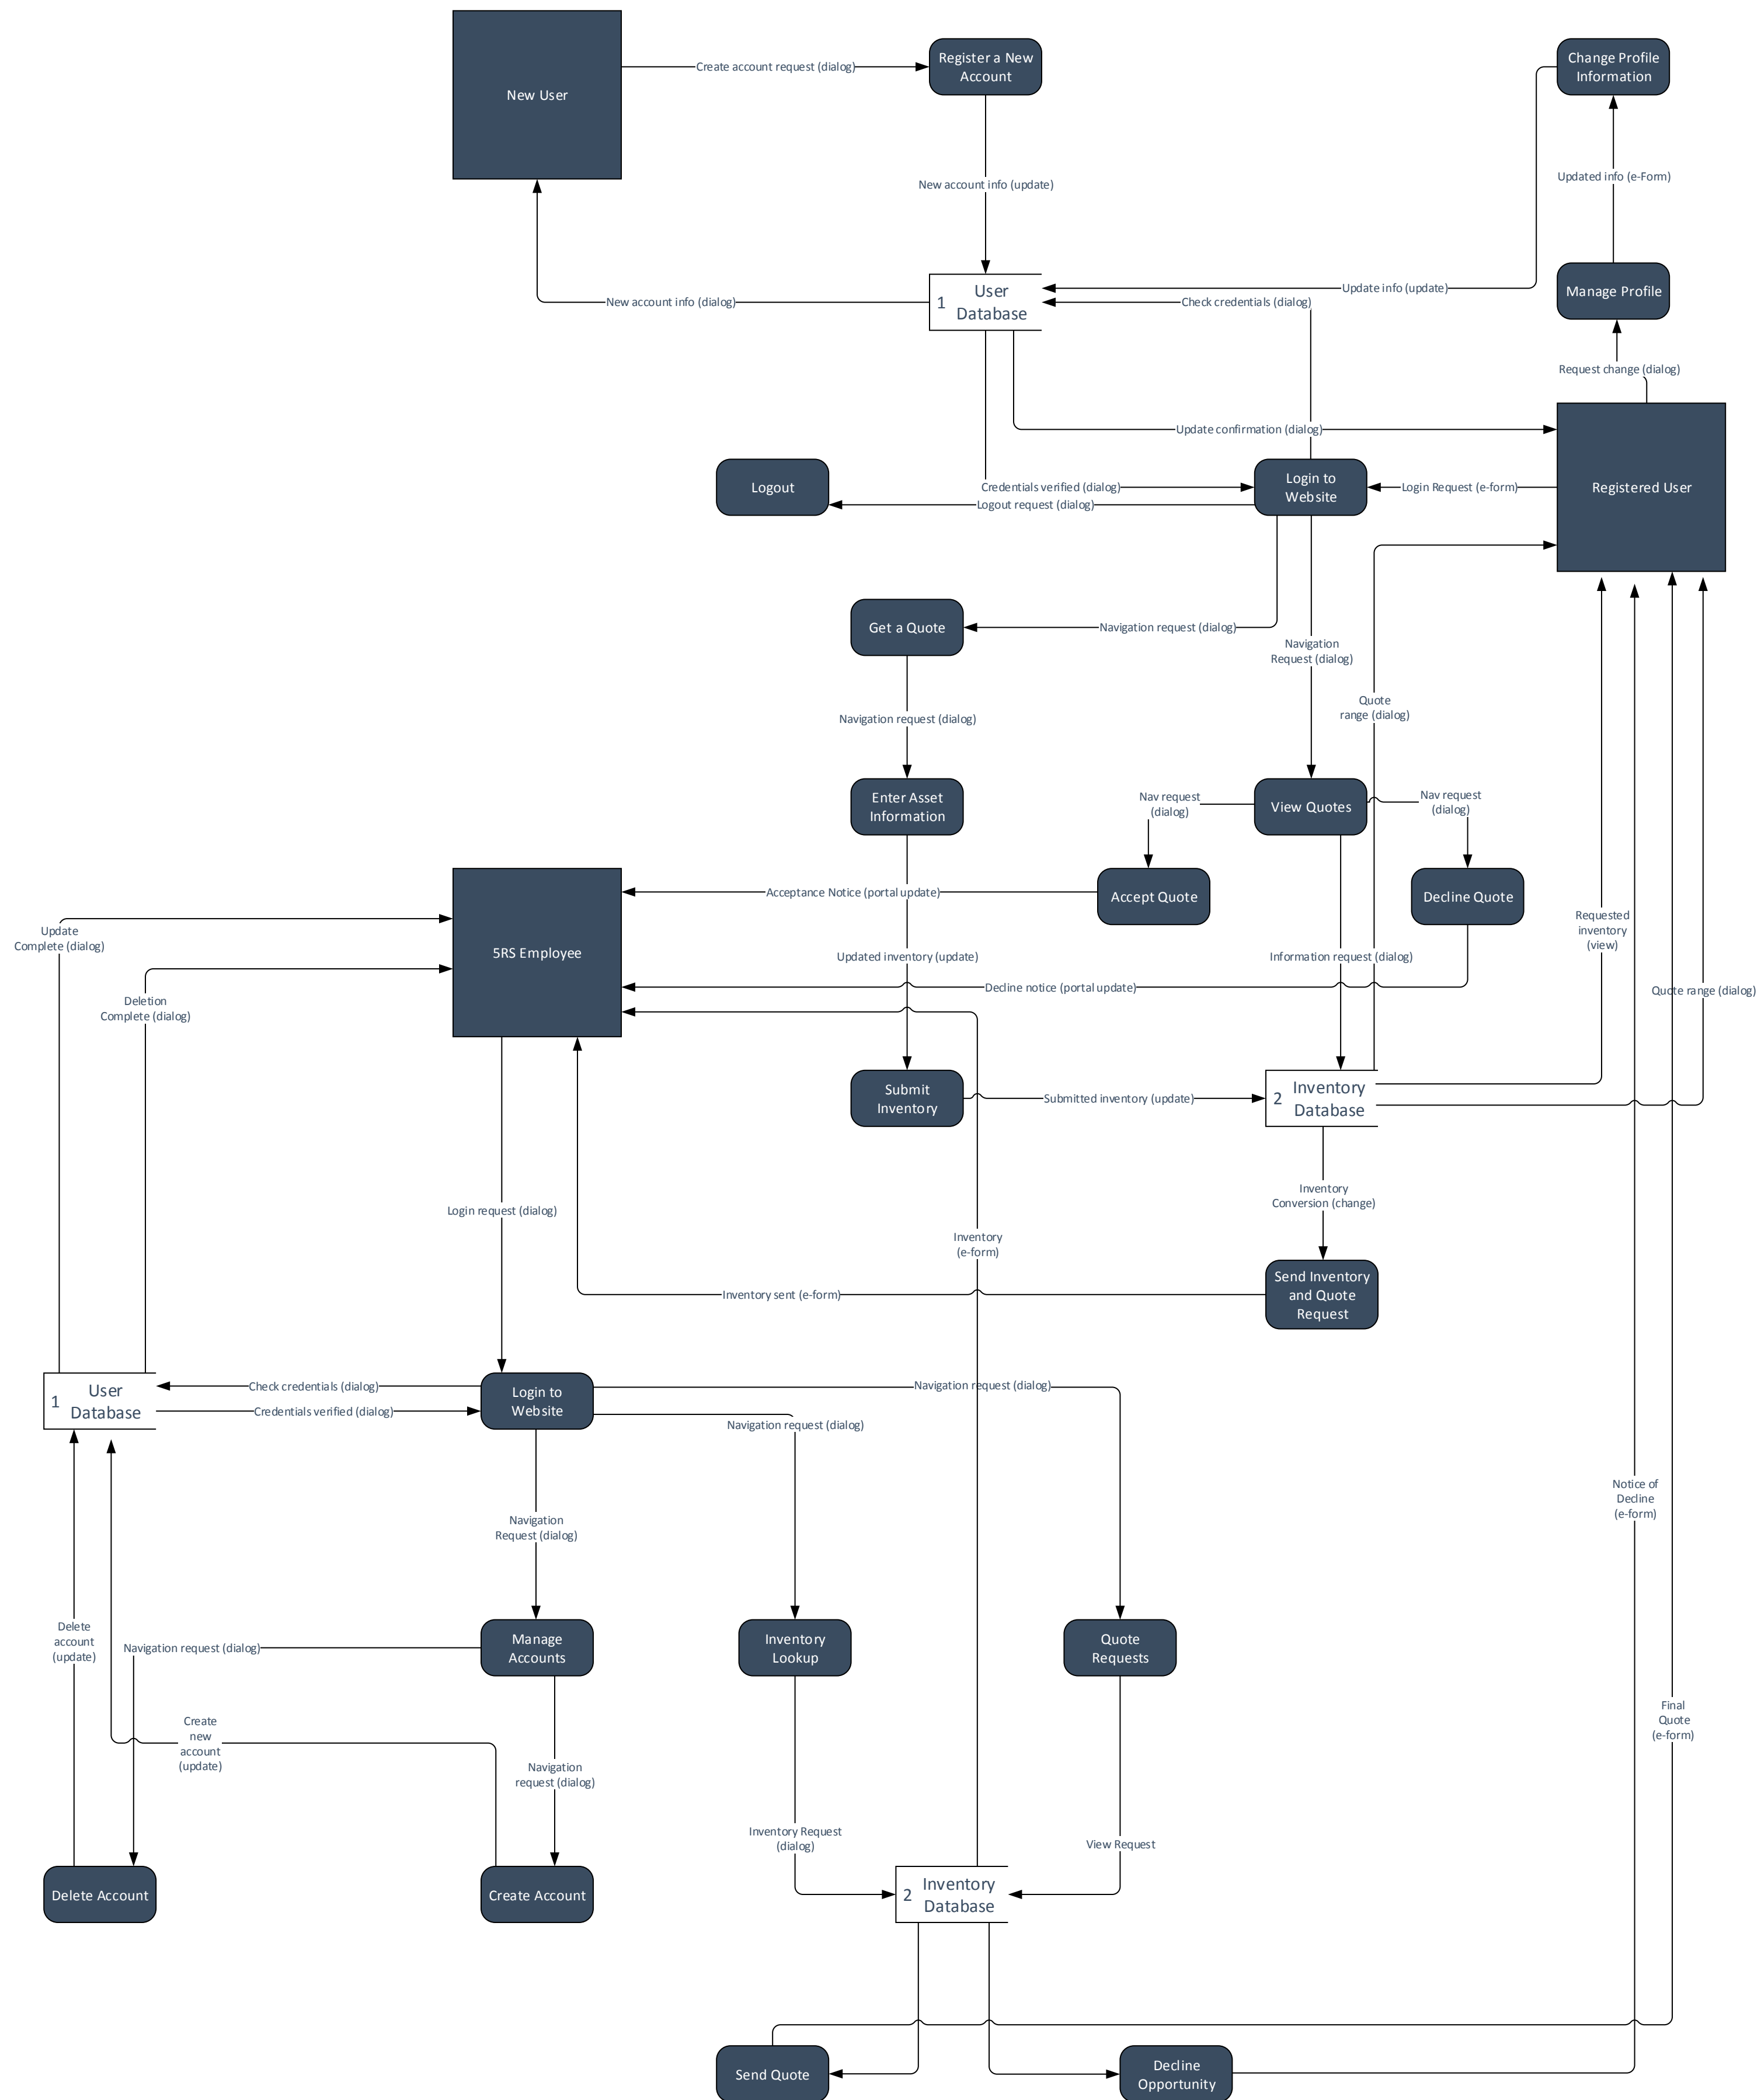 New User
Create account request (dialog)
Register a New
Account
Change Profile
Information
New account info (update)
Updated info (e-Form)
1
User
Database
New account info (dialog)
Update info (update)
Check credentials (dialog)
Manage Profile
Request change (dialog)
Update confirmation (dialog)
Logout
Credentials verified (dialog)
Logout request (dialog)
Login to
Website
Login Request (e-form)
Registered User
Get a Quote
Navigation request (dialog)
Navigation
Request (dialog)
Quote
range (dialog)
Navigation request (dialog)
Enter Asset
Information
Nav request
(dialog)
View Quotes
Nav request
(dialog)
Acceptance Notice (portal update)
Accept Quote
Decline Quote
Update
Complete (dialog)
5RS Employee
Requested
inventory
(view)
Updated inventory (update)
Information request (dialog)
Deletion
Complete (dialog)
Decline notice (portal update)
Quote range (dialog)
Submit
Inventory
Submitted inventory (update)
2
Inventory
Database
Login request (dialog)
Inventory
Conversion (change)
Inventory
(e-form)
Inventory sent (e-form)
Send Inventory
and Quote
Request
1
User
Database
Check credentials (dialog)
Credentials verified (dialog)
Login to
Website
Navigation request (dialog)
Navigation request (dialog)
Navigation
Request (dialog)
Notice of
Decline
(e-form)
Delete
account
(update)
Navigation request (dialog)
Manage
Accounts
Inventory
Lookup
Quote
Requests
Create
new
account
(update)
Final
Quote
(e-form)
Navigation
request (dialog)
Inventory Request
(dialog)
View Request
Delete Account
Create Account
2
Inventory
Database
Send Quote
Decline
Opportunity